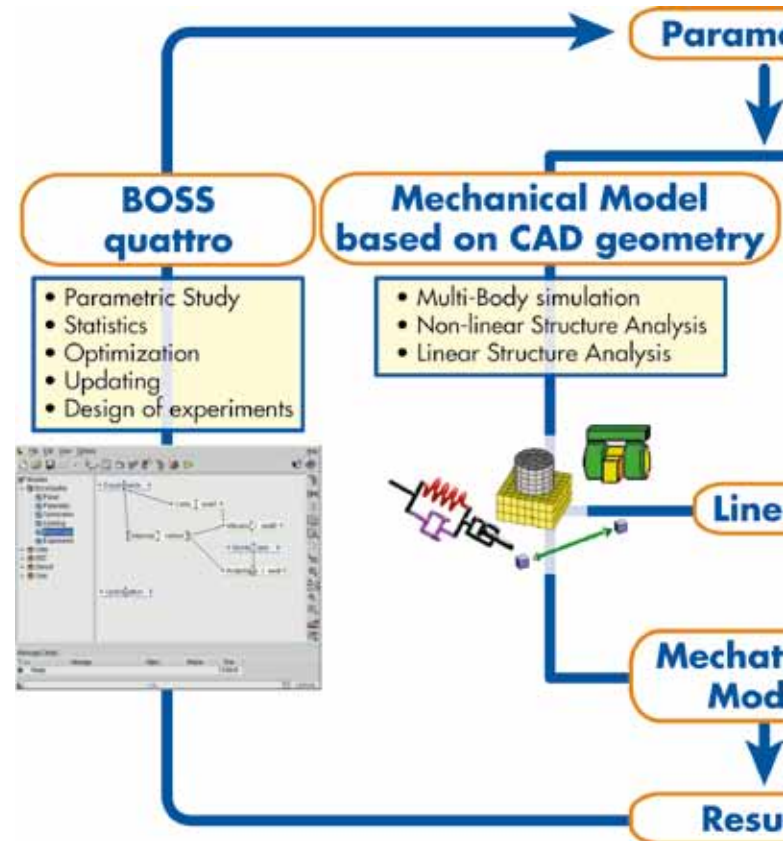 Parame
BOSS
quattro
Mechanical Model
based on CAD geometry
• Parametric Study
• Statistics
• Optimization
• Updating
• Design of experiments
• Multi-Body simulation
• Non-linear Structure Analysis
• Linear Structure Analysis
Line
Mechat
Mod
Resu